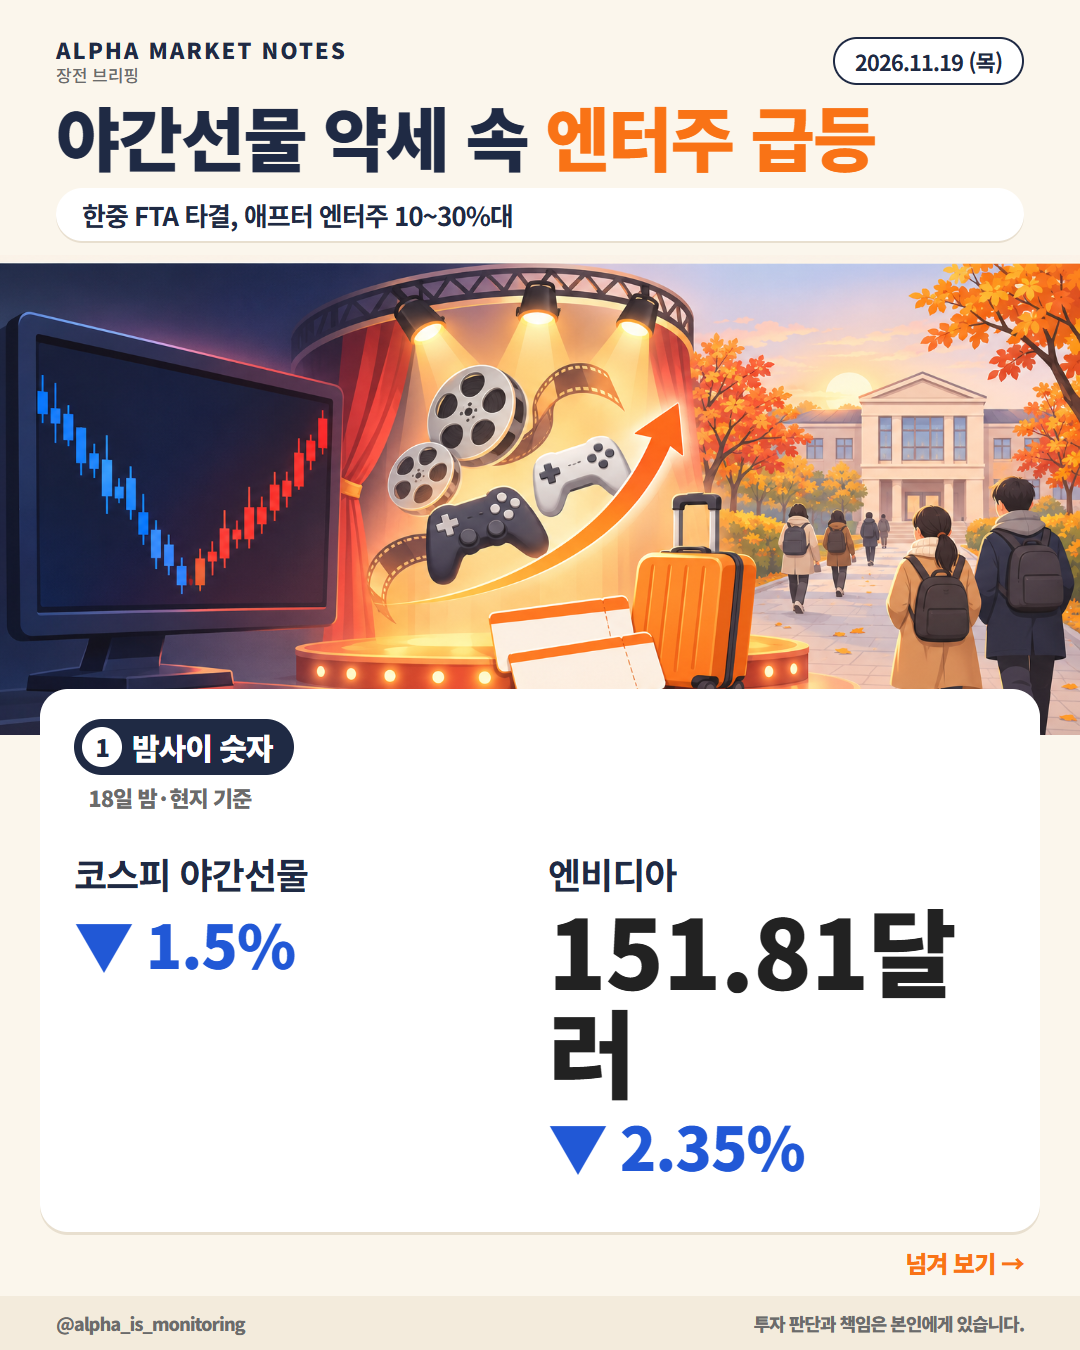 ALPHA MARKET NOTES
장전 브리핑
2026.11.19 (목)
야간선물 약세 속 엔터주 급등
한중 FTA 타결, 애프터 엔터주 10~30%대
1 밤사이 숫자
18일 밤·현지 기준
코스피 야간선물
▼ 1.5%
엔비디아
151.81달
러
▼ 2.35%
넘겨 보기 →
@alpha_is_monitoring
투자 판단과 책임은 본인에게 있습니다.